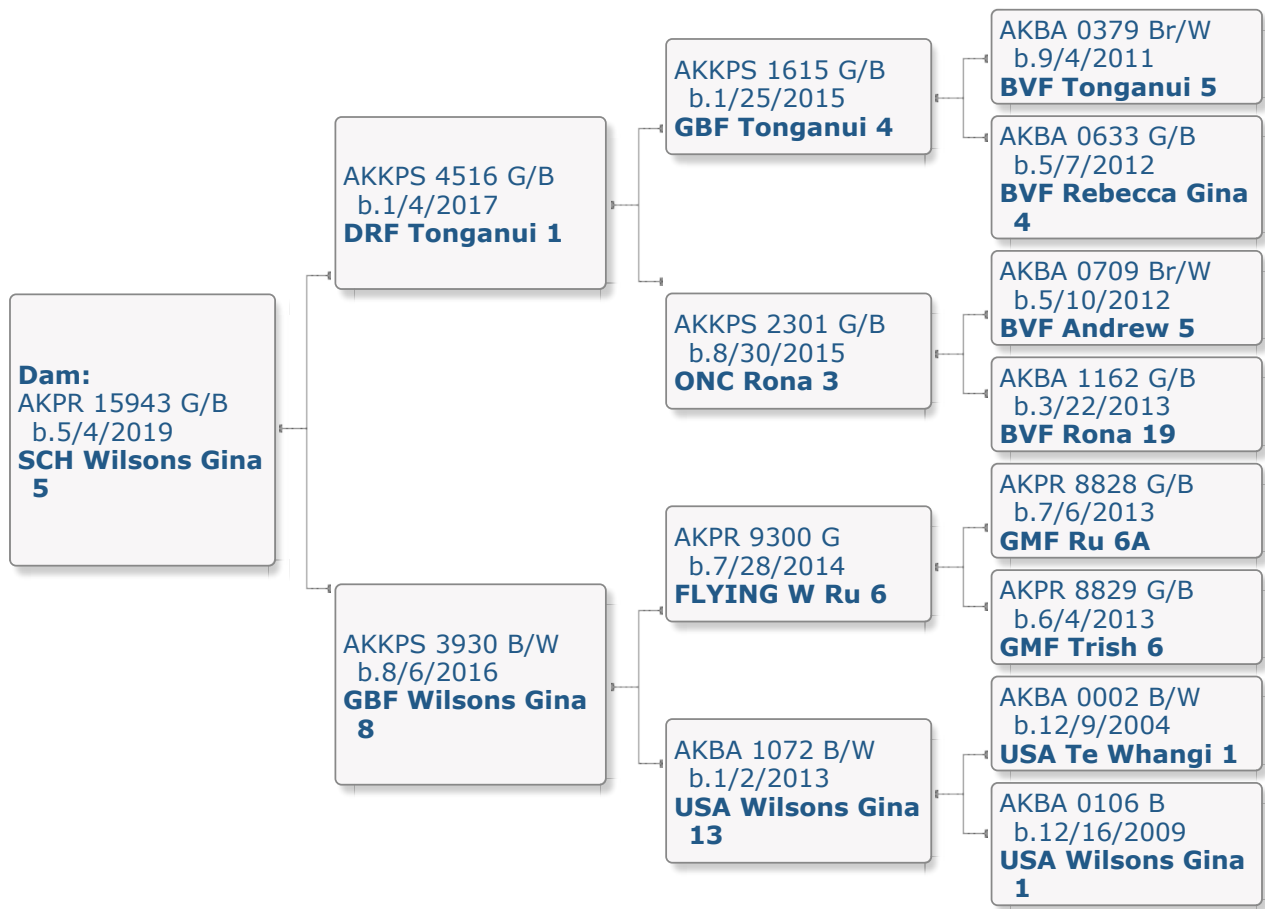 Dam:
AKPR 15943 G/B
b.5/4/2019
SCH Wilsons Gina
5
AKKPS 4516 G/B
b.1/4/2017
DRF Tonganui 1
AKKPS 3930 B/W
b.8/6/2016
GBF Wilsons Gina
8
AKKPS 1615 G/B
b.1/25/2015
GBF Tonganui 4
AKKPS 2301 G/B
b.8/30/2015
ONC Rona 3
AKPR 9300 G
b.7/28/2014
FLYING W Ru 6
AKBA 1072 B/W
b.1/2/2013
USA Wilsons Gina
13
AKBA 0379 Br/W
b.9/4/2011
BVF Tonganui 5
AKBA 0633 G/B
b.5/7/2012
BVF Rebecca Gina
4
AKBA 0709 Br/W
b.5/10/2012
BVF Andrew 5
AKBA 1162 G/B
b.3/22/2013
BVF Rona 19
AKPR 8828 G/B
b.7/6/2013
GMF Ru 6A
AKPR 8829 G/B
b.6/4/2013
GMF Trish 6
AKBA 0002 B/W
b.12/9/2004
USA Te Whangi 1
AKBA 0106 B
b.12/16/2009
USA Wilsons Gina
1